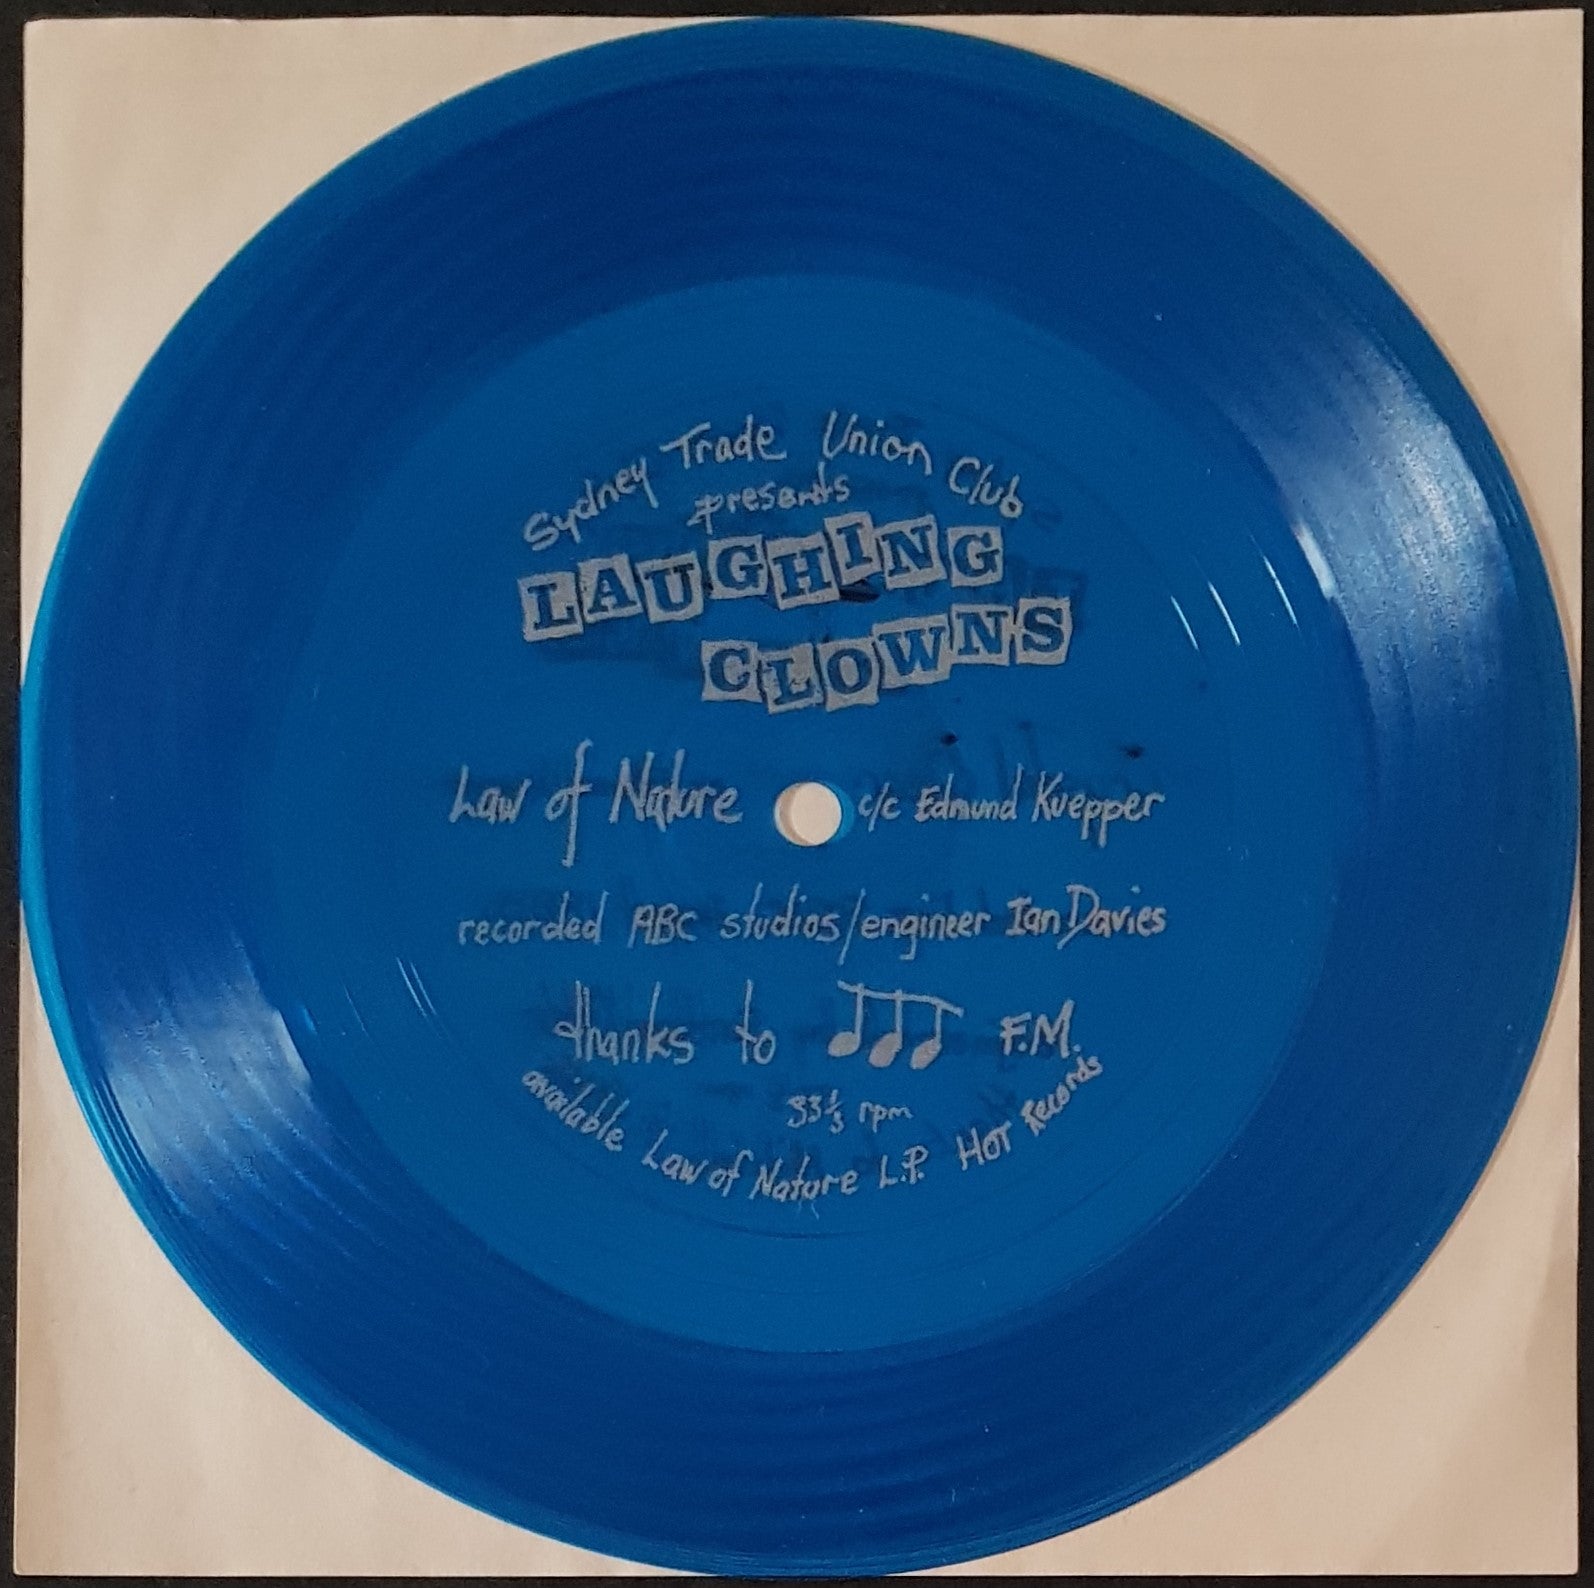 Sydney Trade Union Club
presents
LAUGHING
CLOWNS
Law of Nature c/c Edmund Kuepper
recorded ABC studios/engineer Ian Davies
thanks to ♫♪ F.M.
33⅓ rpm
available Law of Nature L.P. Hot Records